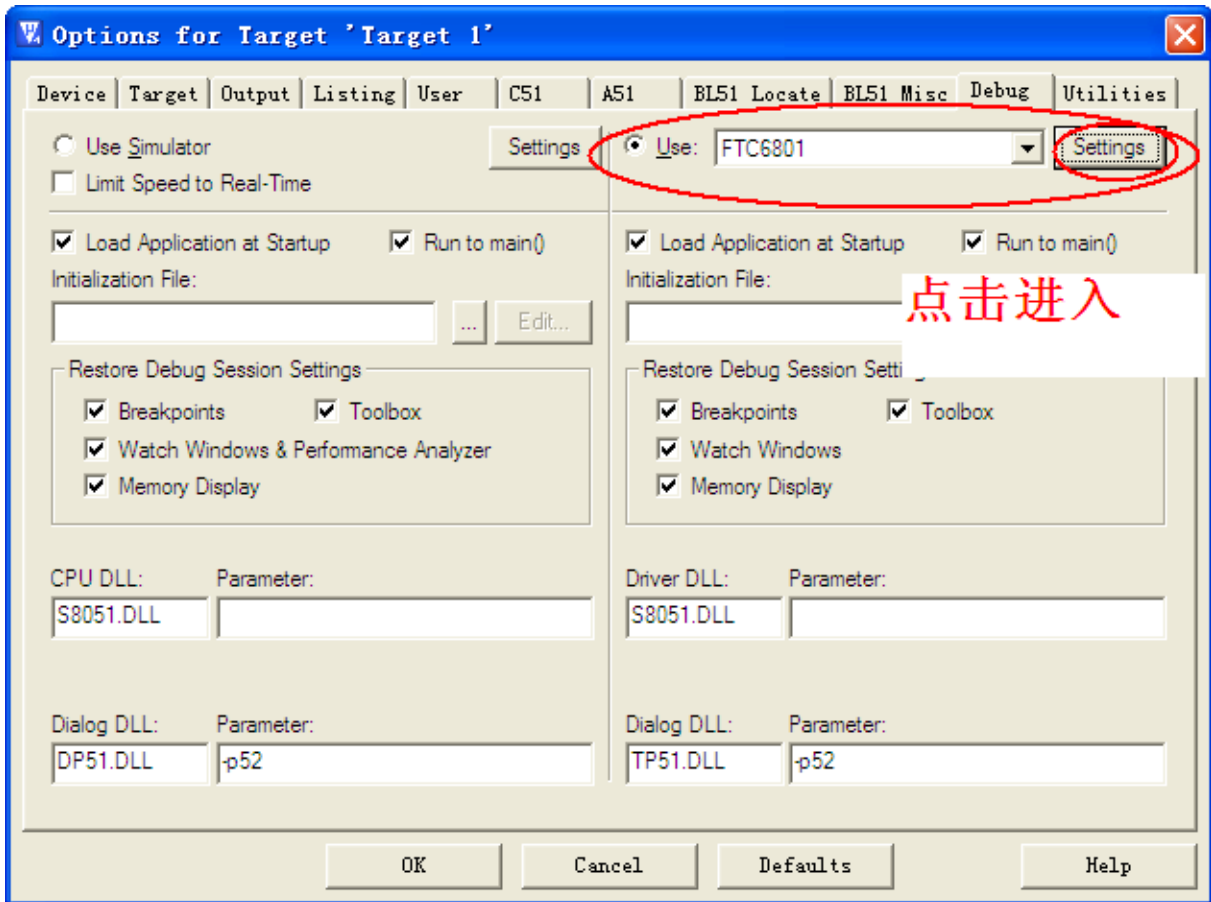 Options for Target 'Target 1'
Device Target Output Listing User C51 A51 BL51 Locate BL51 Misc Debug Utilities
Use Simulator Settings Use: FTC6801 Settings
Limit Speed to Real-Time
Load Application at Startup Run to main() Load Application at Startup Run to main()
Initialization File: Initialization File:
点击进入
... Edit...
Restore Debug Session Settings Restore Debug Session
Breakpoints Toolbox Breakpoints Toolbox
Watch Windows & Performance Analyzer Watch Windows
Memory Display Memory Display
CPU DLL: Parameter: Driver DLL: Parameter:
S8051.DLL S8051.DLL
Dialog DLL: Parameter: Dialog DLL: Parameter:
DP51.DLL -p52 TP51.DLL -p52
OK Cancel Defaults Help